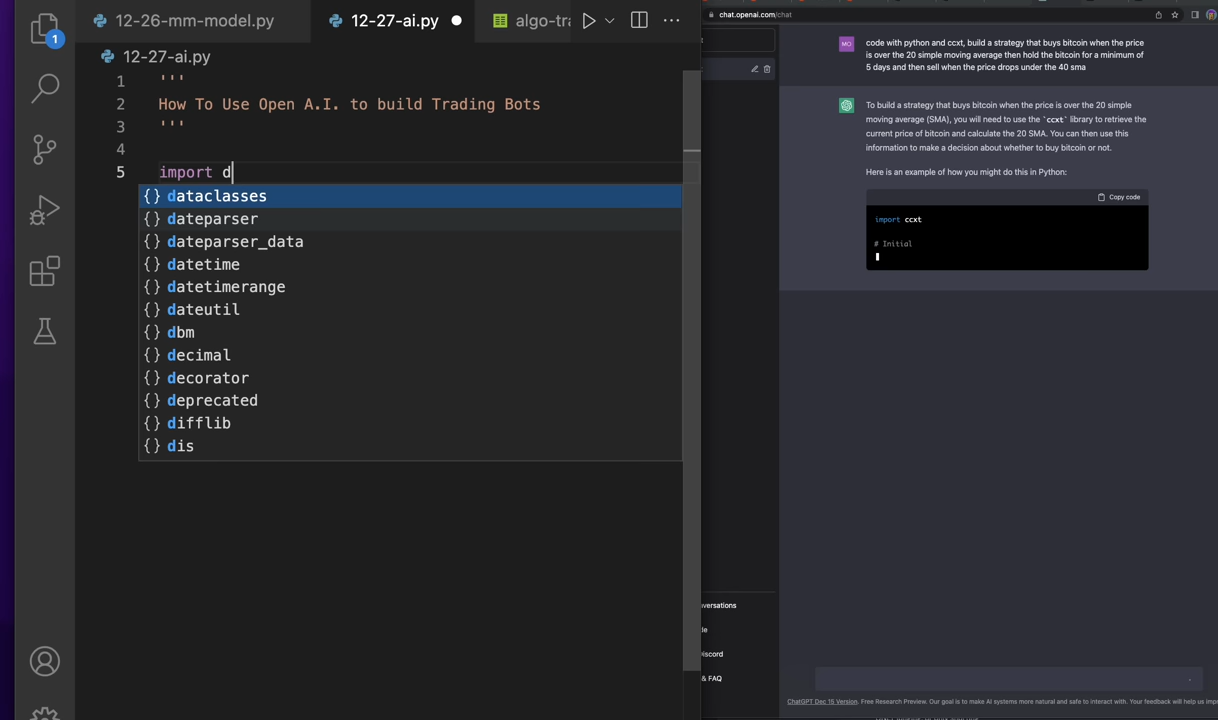 12-26-mm-model.py
12-27-ai.py
algo-tra
1
12-27-ai.py
1 '''
2 How To Use Open A.I. to build Trading Bots
3 '''
4
5 import d
{} dataclasses
{} dateparser
{} dateparser_data
{} datetime
{} datetimerange
{} dateutil
{} dbm
{} decimal
{} decorator
{} deprecated
{} difflib
{} dis
chat.openai.com/chat
MO
code with python and ccxt, build a strategy that buys bitcoin when the price
is over the 20 simple moving average then hold the bitcoin for a minimum of
5 days and then sell when the price drops under the 40 sma
To build a strategy that buys bitcoin when the price is over the 20 simple
moving average (SMA), you will need to use the `ccxt` library to retrieve the
current price of bitcoin and calculate the 20 SMA. You can then use this
information to make a decision about whether to buy bitcoin or not.
Here is an example of how you might do this in Python:
Copy code
import ccxt
# Initial
versations
iscord
& FAQ
ChatGPT Dec 15 Version. Free Research Preview. Our goal is to make AI systems more natural and safe to interact with. Your feedback will help us imp